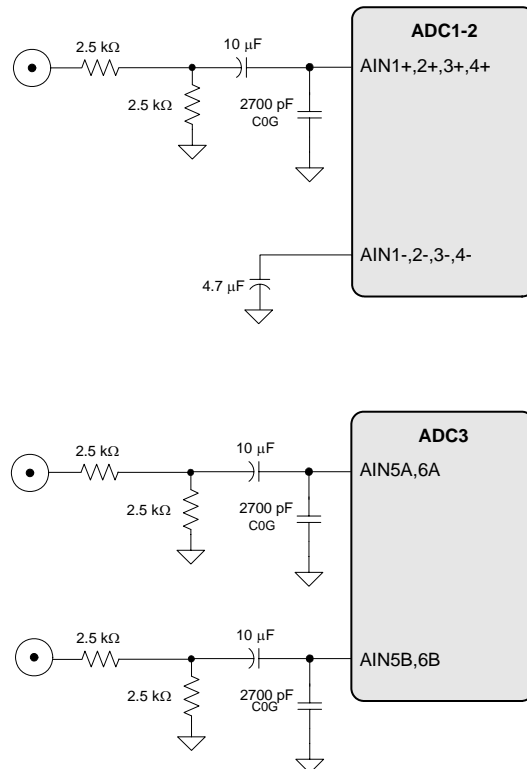 ADC1-2
10 µF
2.5 kΩ
AIN1+,2+,3+,4+
2.5 kΩ
2700 pF
C0G
AIN1-,2-,3-,4-
4.7 µF
ADC3
10 µF
2.5 kΩ
AIN5A,6A
2.5 kΩ
2700 pF
C0G
10 µF
2.5 kΩ
AIN5B,6B
2.5 kΩ
2700 pF
C0G